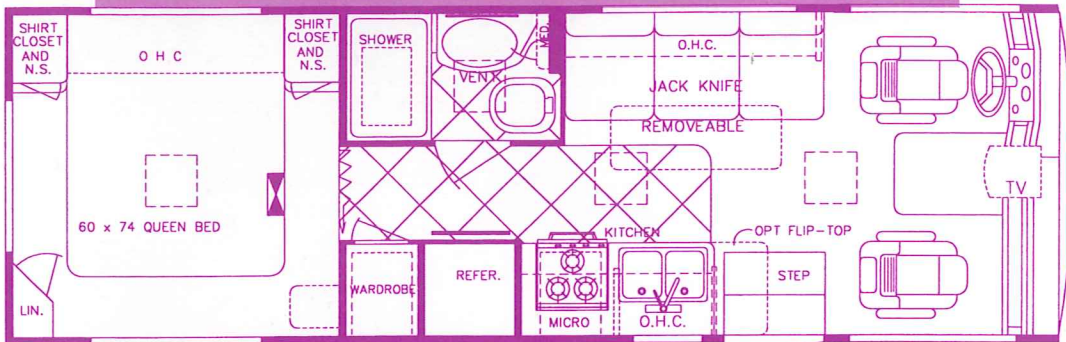 SHIRT
CLOSET
AND
N.S.
O H C
SHIRT
CLOSET
AND
N.S.
60 x 74 QUEEN BED
LIN.
SHOWER
VENT
MED.
WARDROBE
REFER.
KITCHEN
MICRO
O.H.C.
O.H.C.
JACK KNIFE
REMOVEABLE
OPT FLIP-TOP
STEP
TV